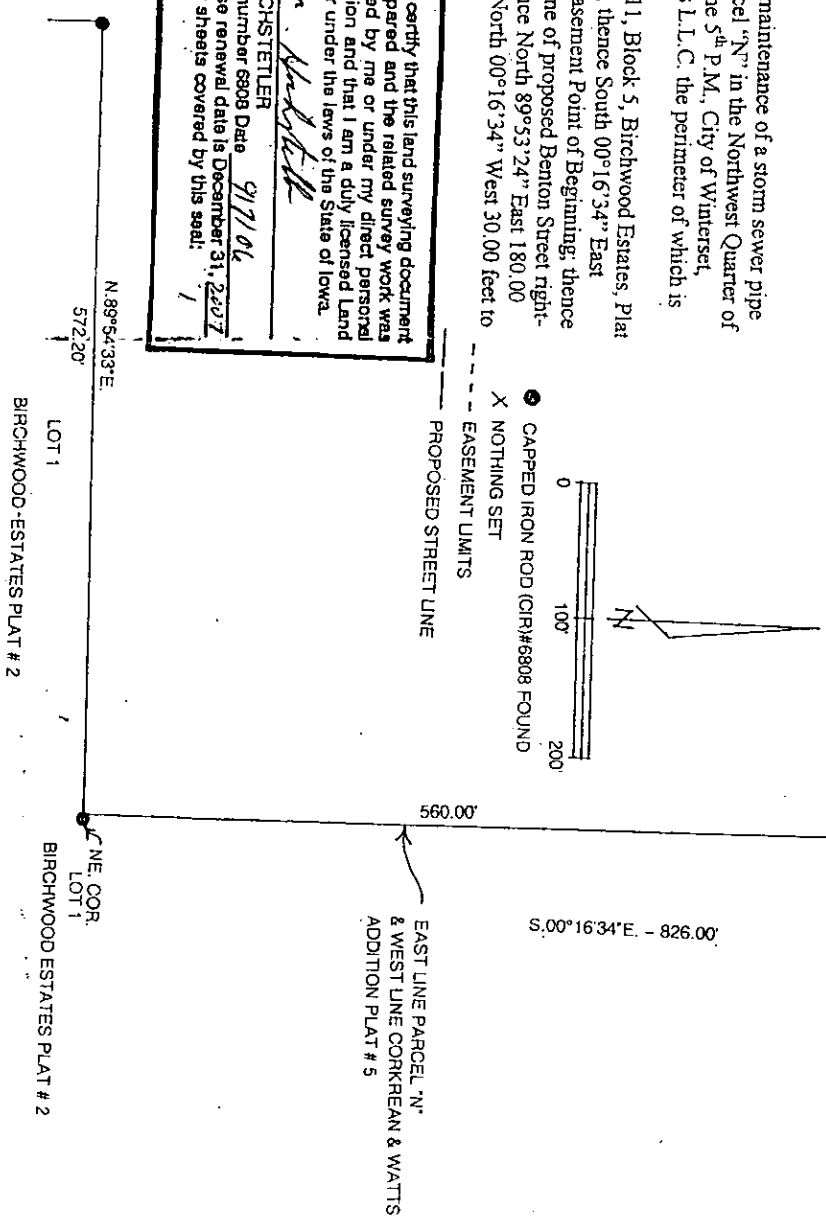 maintenance of a storm sewer pipe
cel "N" in the Northwest Quarter of
ne 5th P.M., City of Winterset,
s L.L.C. the perimeter of which is
11, Block 5, Birchwood Estates, Plat
, thence South 00°16'34" East
asement Point of Beginning; thence
ne of proposed Benton Street right-
nce North 89°53'24" East 180.00
North 00°16'34" West 30.00 feet to
certify that this land surveying document
pared and the related survey work was
ed by me or under my direct personal
ion and that I am a duly licensed Land
r under the laws of the State of Iowa.
CHSTETLER
number 6808 Date 9/7/06
se renewal date is December 31, 2007
r sheets covered by this seal: 1
0 100' 200'
N
CAPPED IRON ROD (CIR)#6808 FOUND
X NOTHING SET
EASEMENT LIMITS
PROPOSED STREET LINE
560.00'
S.00°16'34"E. – 826.00'
EAST LINE PARCEL "N"
& WEST LINE CORKREAN & WATTS
ADDITION PLAT # 5
N.89°54'33"E.
572.20'
LOT 1
BIRCHWOOD-ESTATES PLAT # 2
NE. COR.
LOT 1
BIRCHWOOD ESTATES PLAT # 2